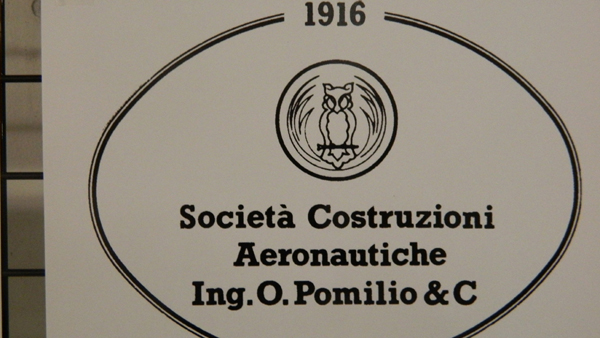 1916
Società Costruzioni
Aeronautiche
Ing. O. Pomilio & C